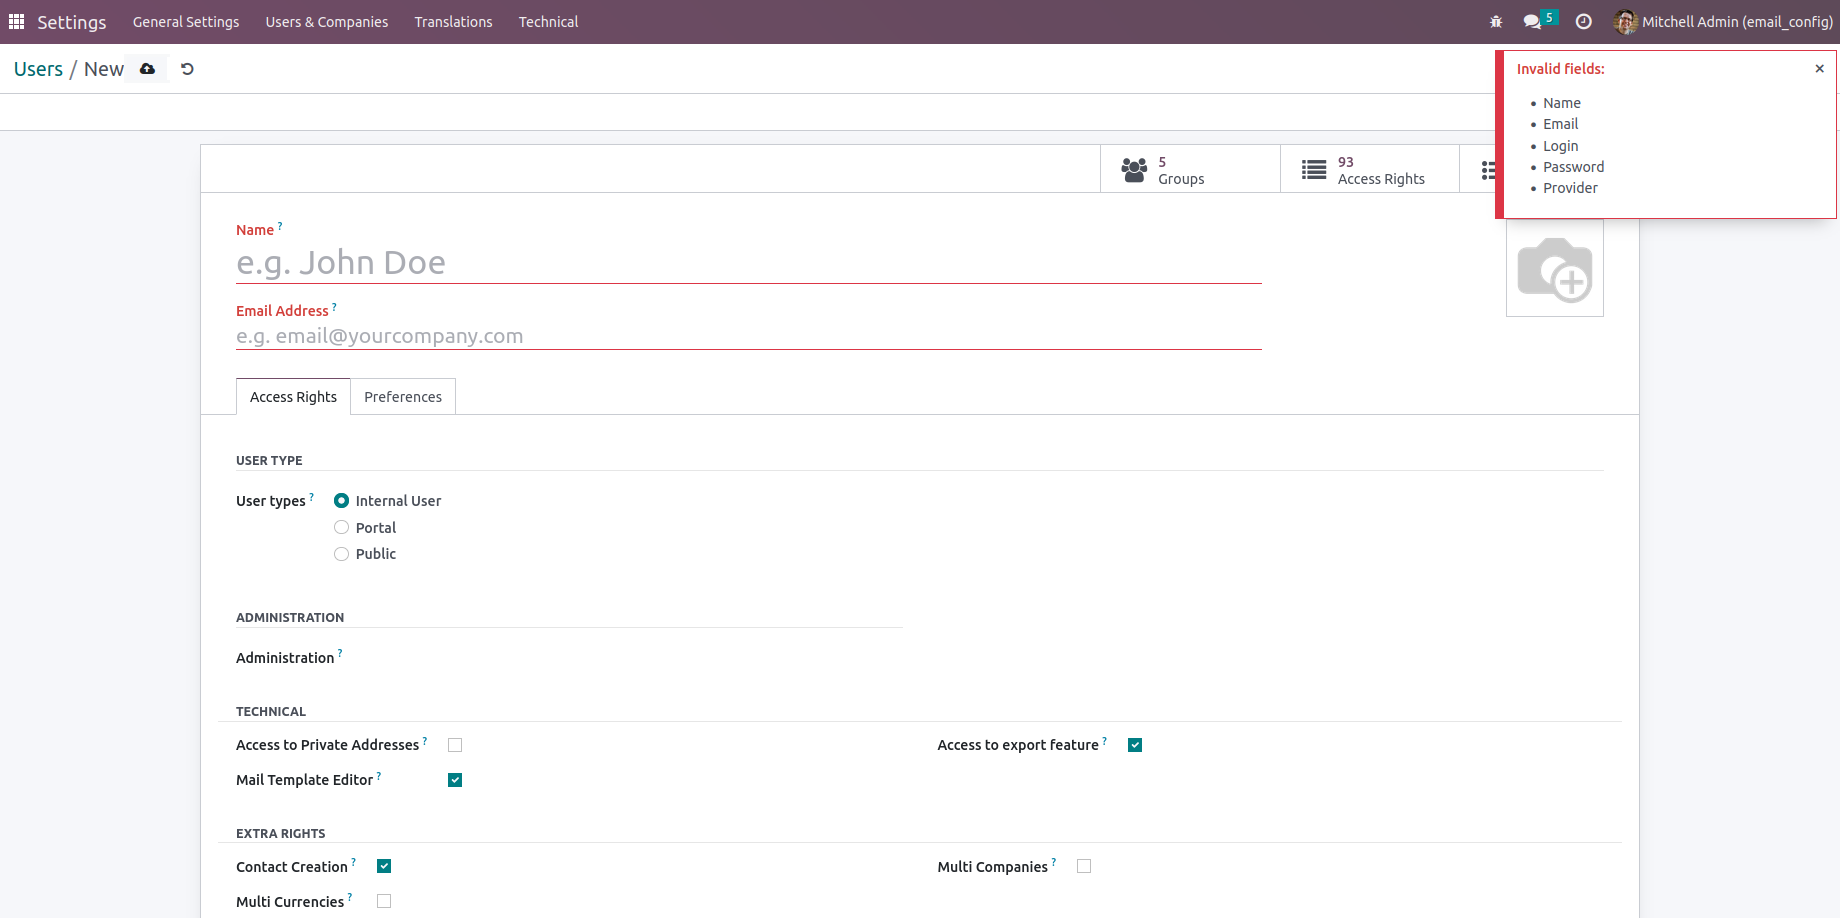 Settings General Settings Users & Companies Translations Technical 5 Mitchell Admin (email_config)
Users / New
Invalid fields:
Name
Email
Login
Password
Provider
5
Groups
93
Access Rights
Name ?
e.g. John Doe
Email Address ?
e.g. email@yourcompany.com
Access Rights Preferences
USER TYPE
User types ? Internal User
Portal
Public
ADMINISTRATION
Administration ?
TECHNICAL
Access to Private Addresses ? Access to export feature ?
Mail Template Editor ?
EXTRA RIGHTS
Contact Creation ? Multi Companies ?
Multi Currencies ?